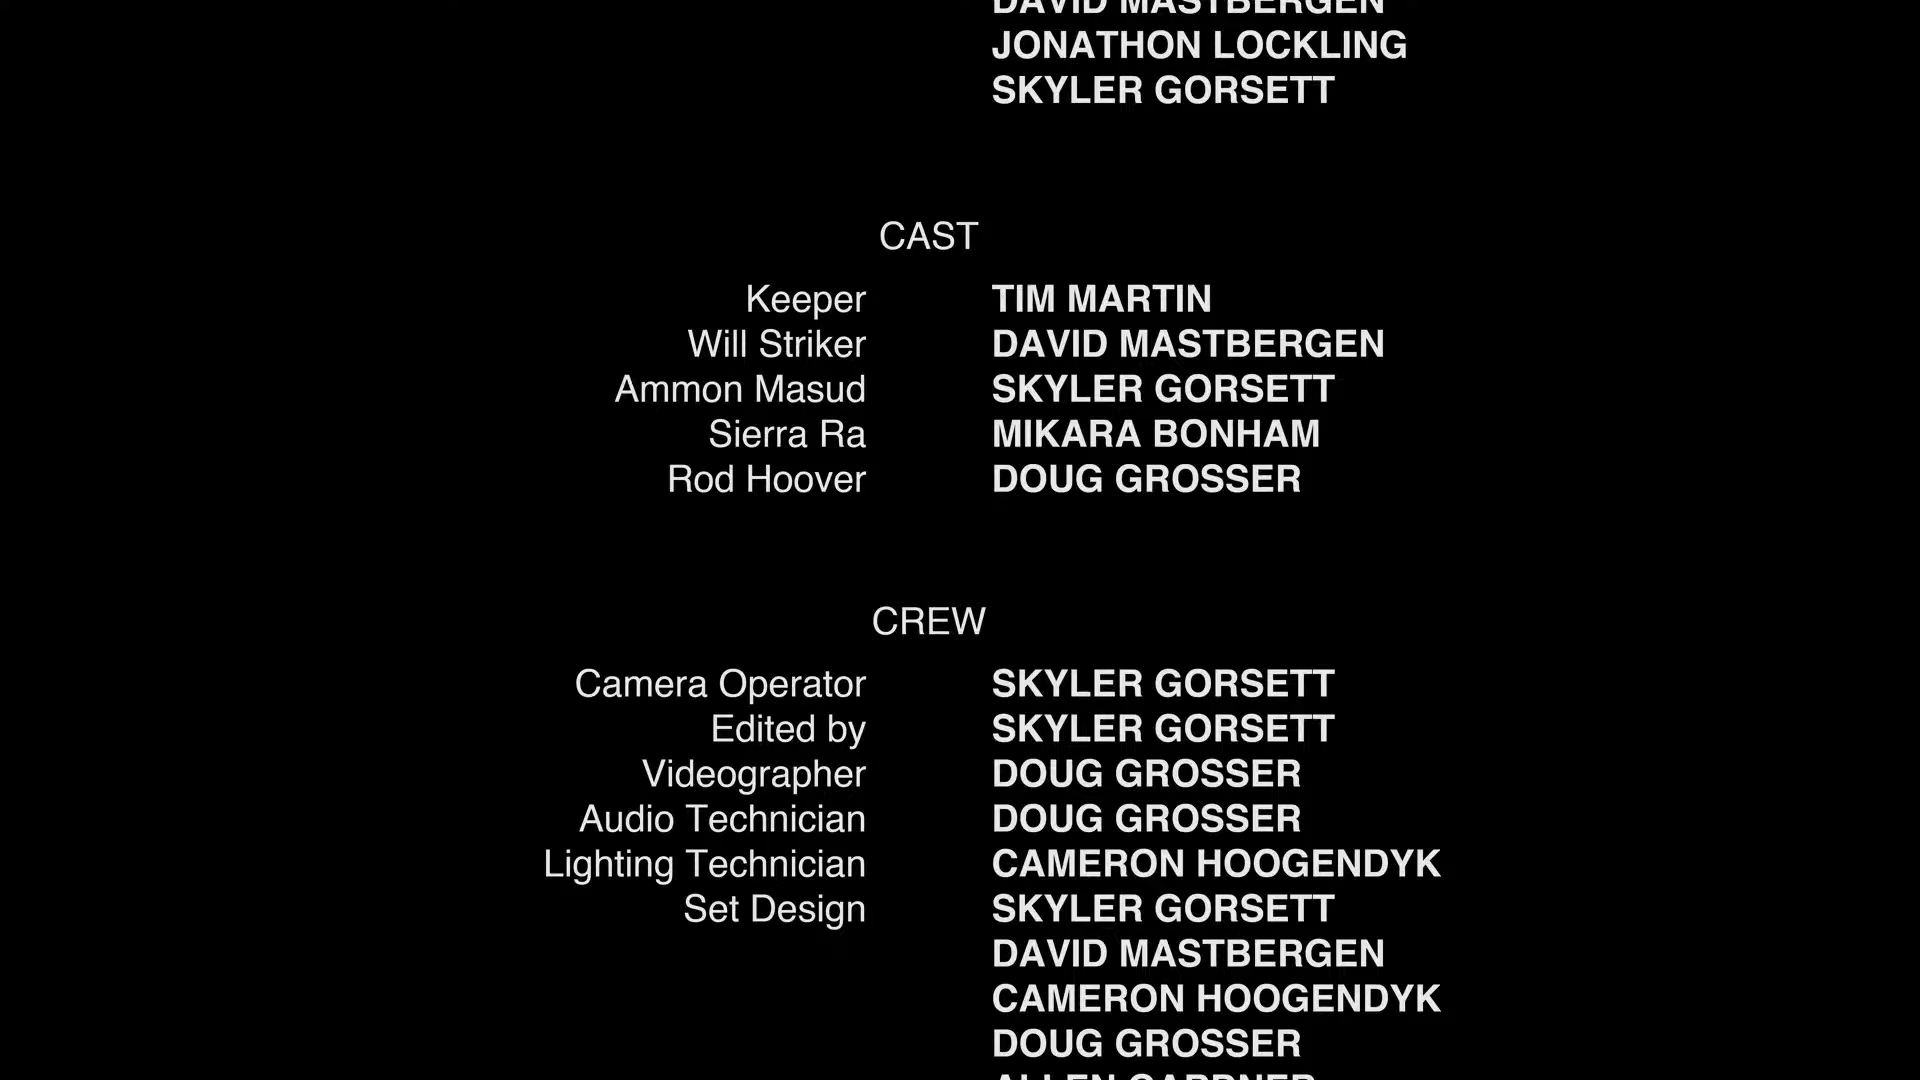 DAVID MASTBERGEN
JONATHON LOCKLING
SKYLER GORSETT
CAST
Keeper TIM MARTIN
Will Striker DAVID MASTBERGEN
Ammon Masud SKYLER GORSETT
Sierra Ra MIKARA BONHAM
Rod Hoover DOUG GROSSER
CREW
Camera Operator SKYLER GORSETT
Edited by SKYLER GORSETT
Videographer DOUG GROSSER
Audio Technician DOUG GROSSER
Lighting Technician CAMERON HOOGENDYK
Set Design SKYLER GORSETT
DAVID MASTBERGEN
CAMERON HOOGENDYK
DOUG GROSSER